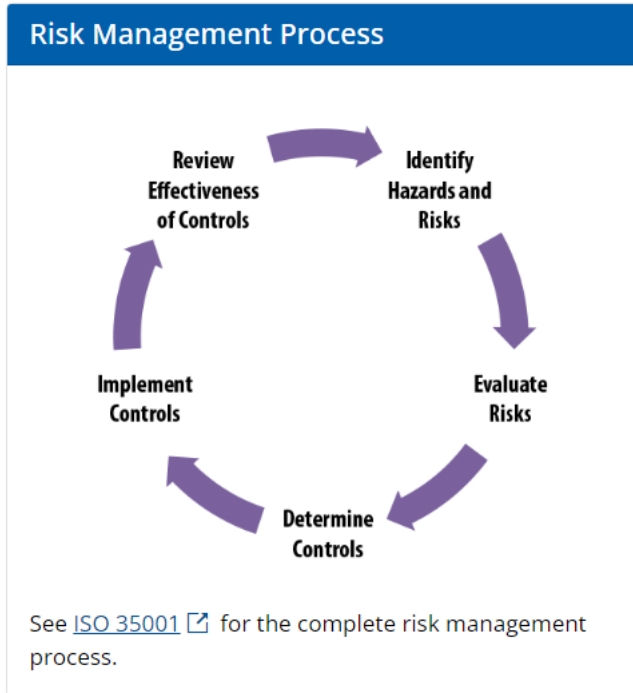 Risk Management Process
Review
Effectiveness
of Controls
Identify
Hazards and
Risks
Evaluate
Risks
Determine
Controls
Implement
Controls
See ISO 35001 for the complete risk management
process.